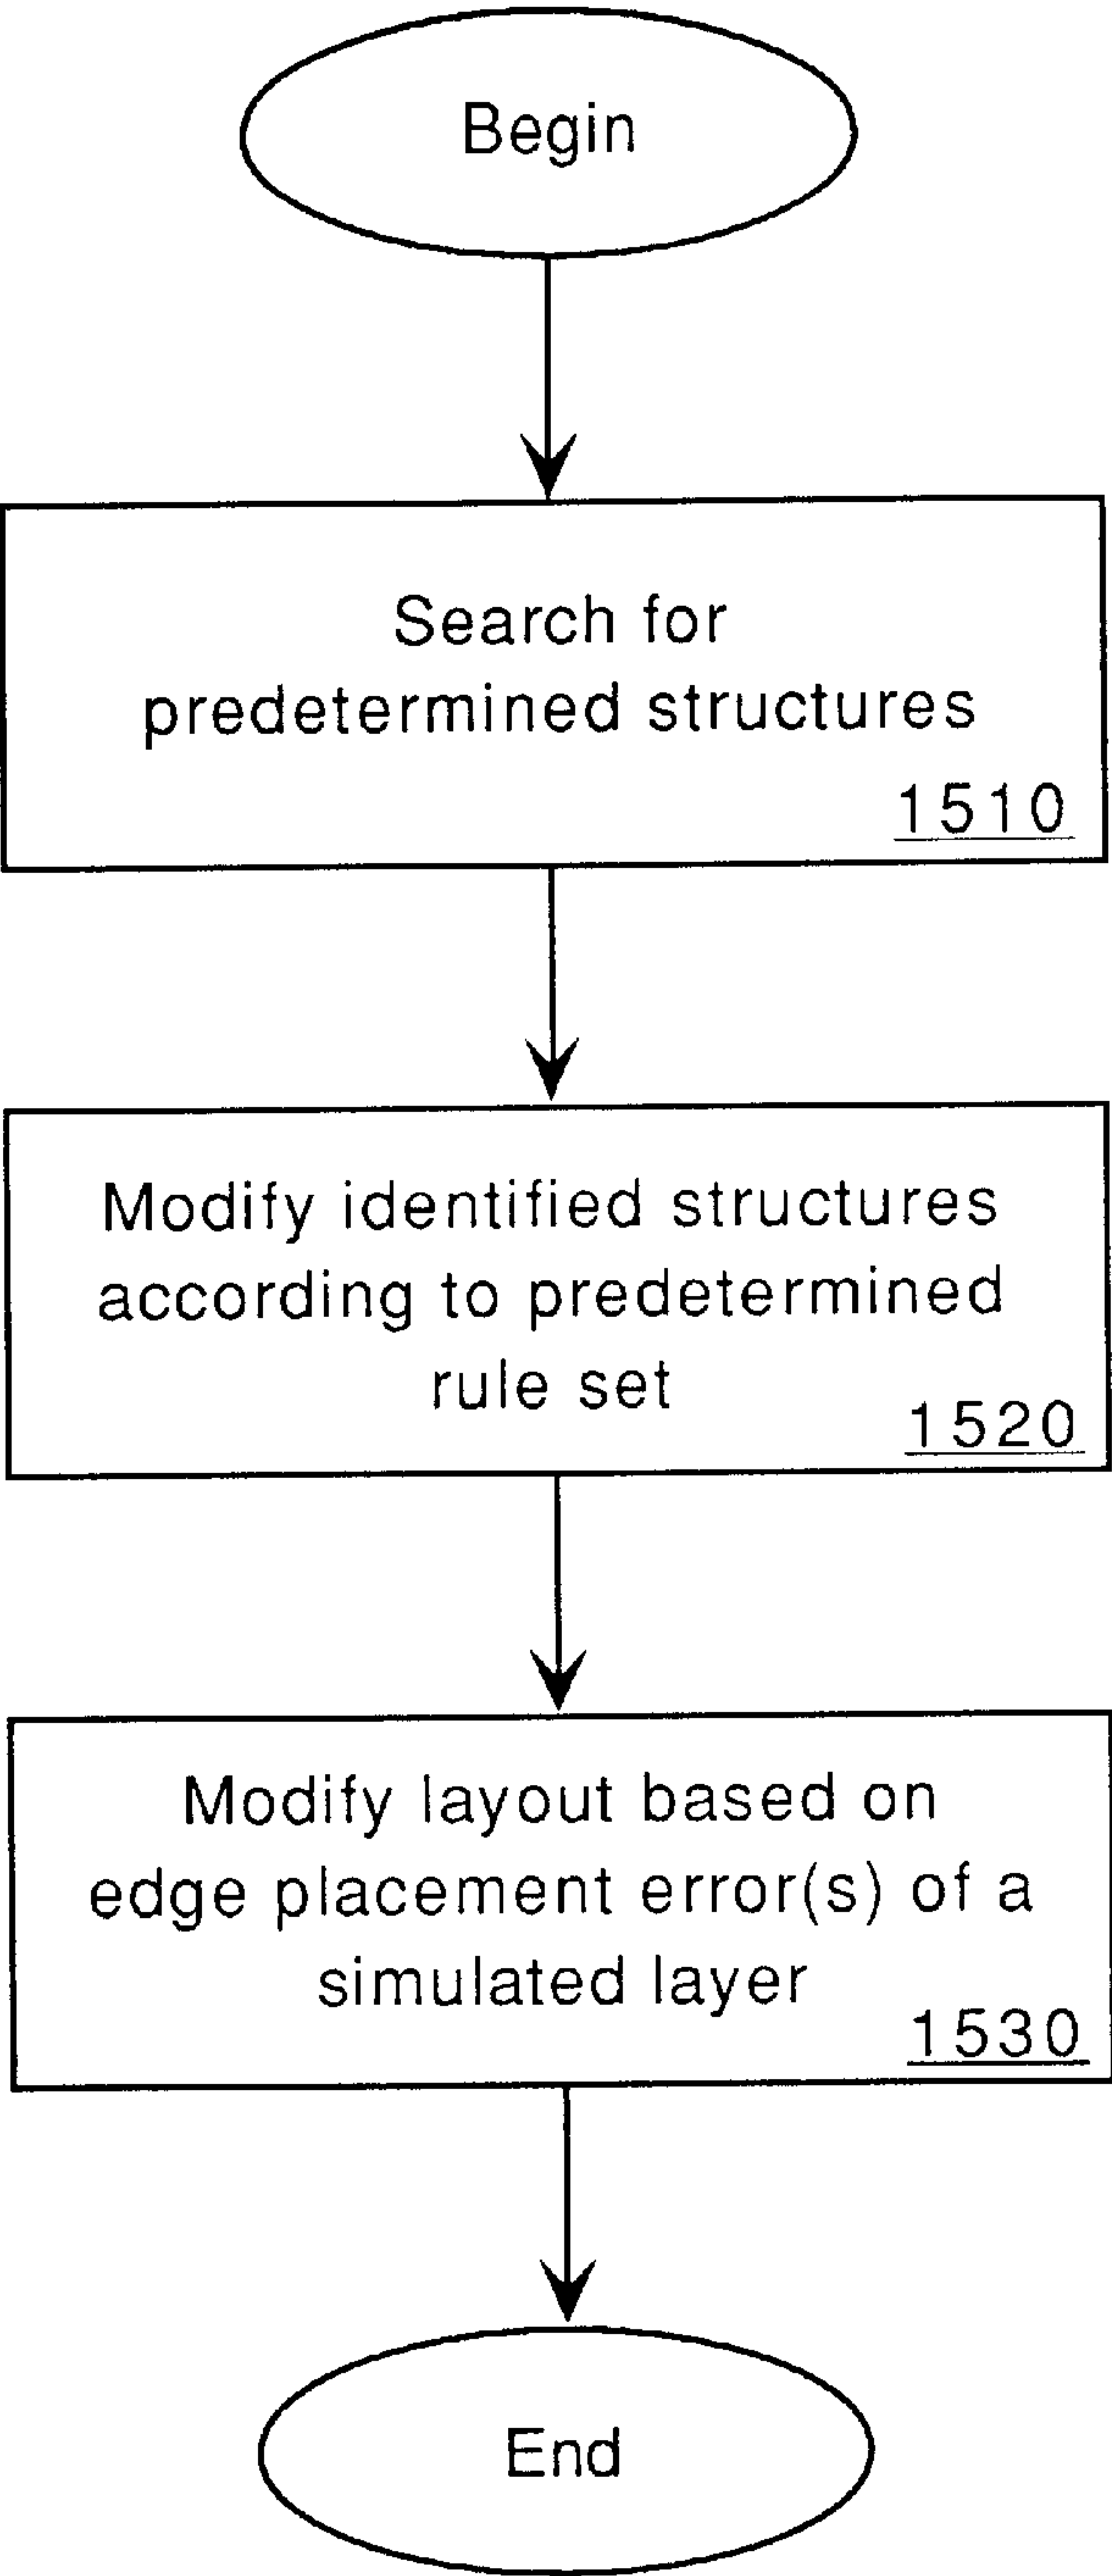 Begin
Search for
predetermined structures
1510
Modify identified structures
according to predetermined
rule set
1520
Modify layout based on
edge placement error(s) of a
simulated layer
1530
End